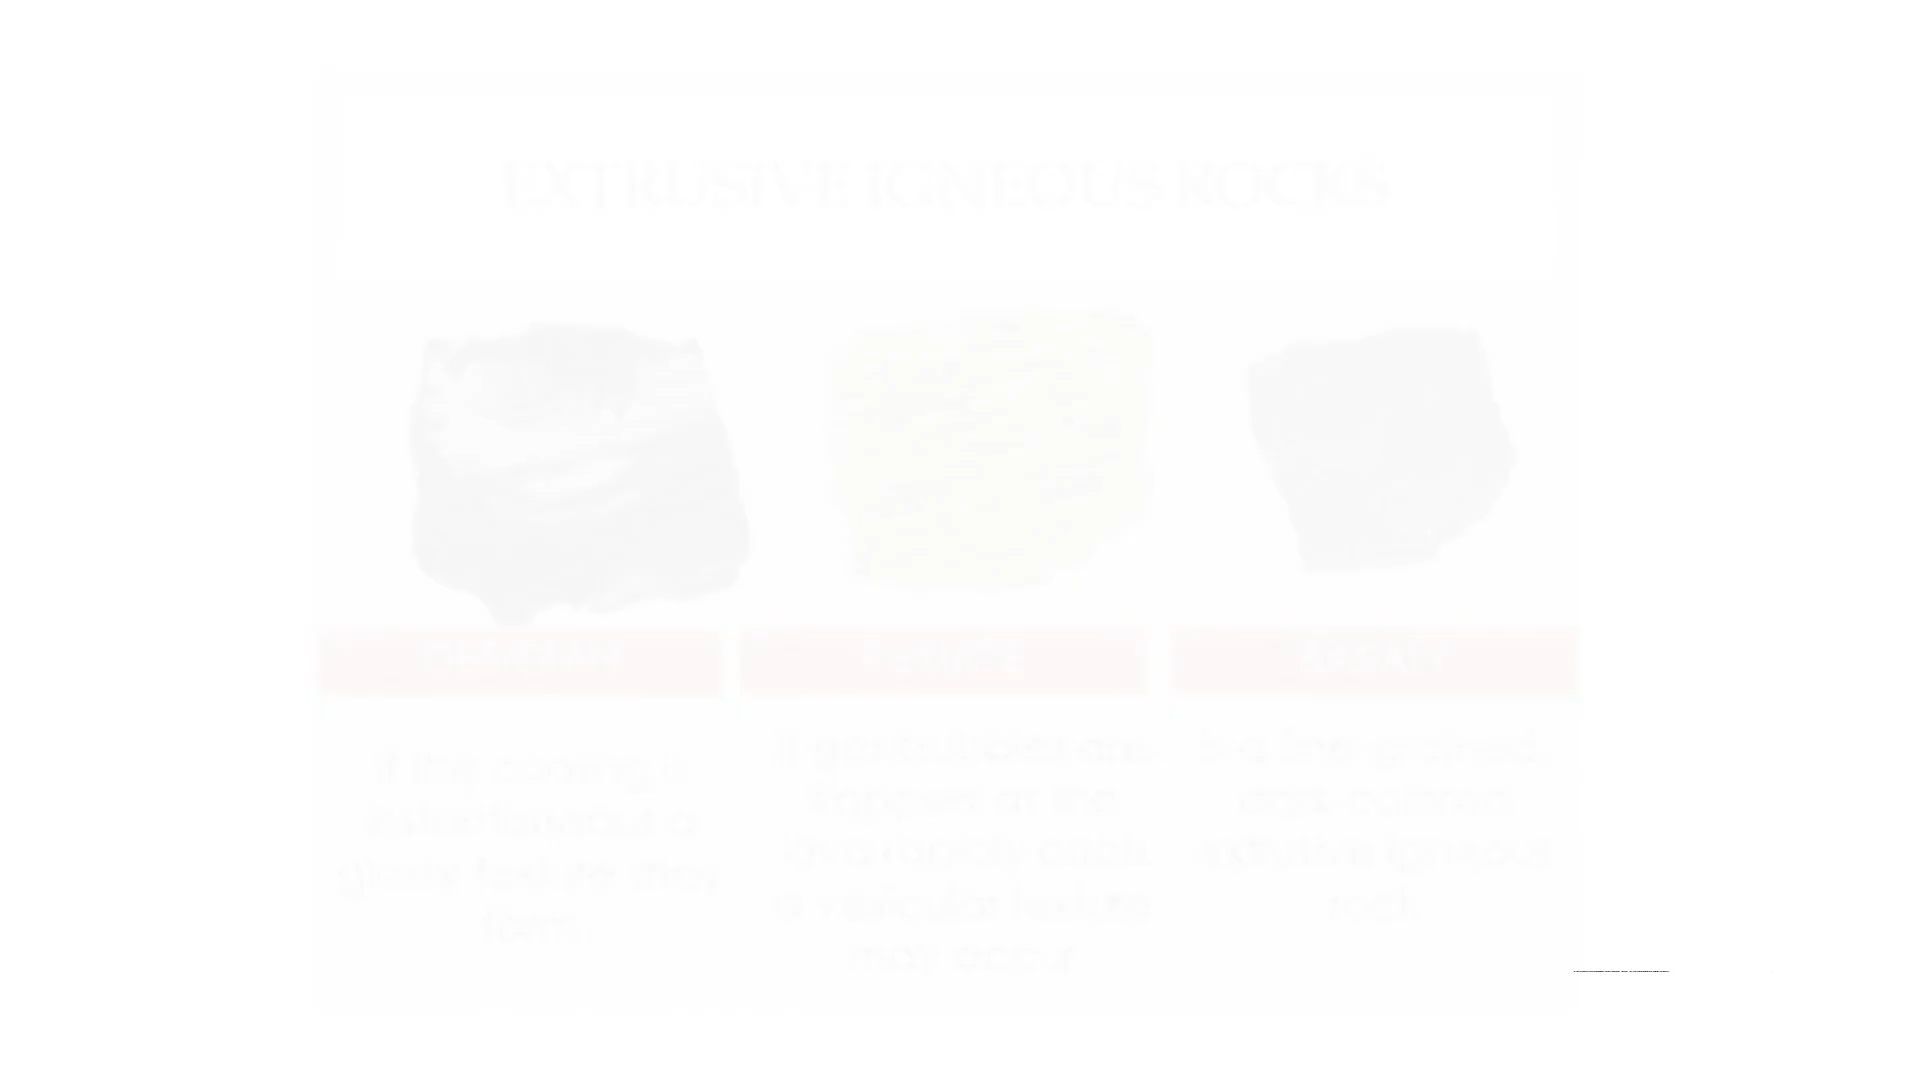 EXTRUSIVE IGNEOUS ROCKS
OBSIDIAN
PUMICE
BASALT
If the cooling is
instantaneous a
glassy texture may
form.
If gas bubbles are
trapped as the
lava rapidly cools
a vesicular texture
may occur
Is a fine-grained,
dark-colored
extrusive igneous
rock